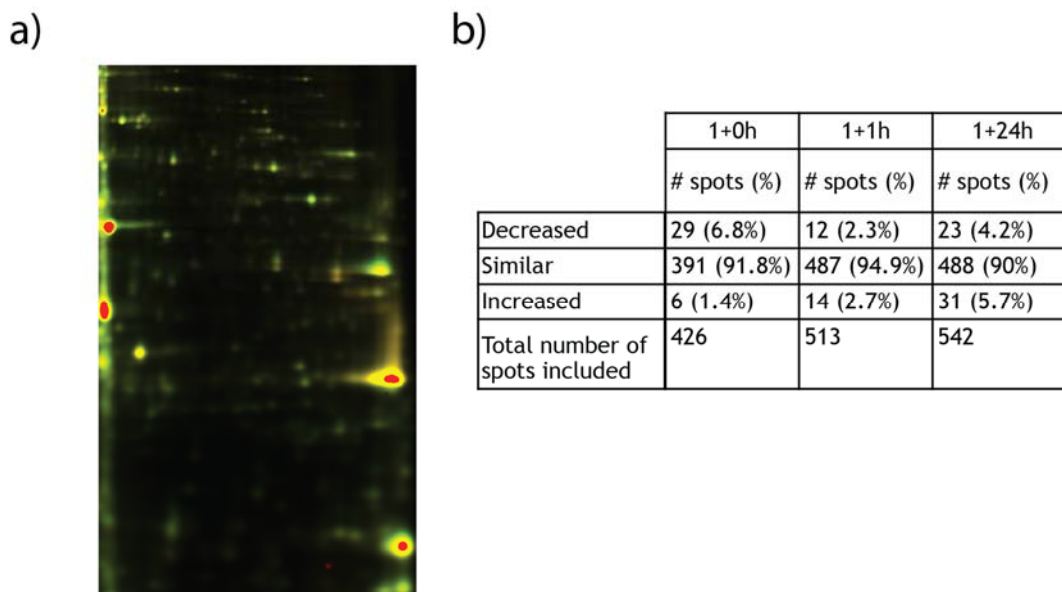 a)
b)
1+0h 1+1h 1+24h
# spots (%) # spots (%) # spots (%)
Decreased 29 (6.8%) 12 (2.3%) 23 (4.2%)
Similar 391 (91.8%) 487 (94.9%) 488 (90%)
Increased 6 (1.4%) 14 (2.7%) 31 (5.7%)
Total number of 426 513 542
spots included